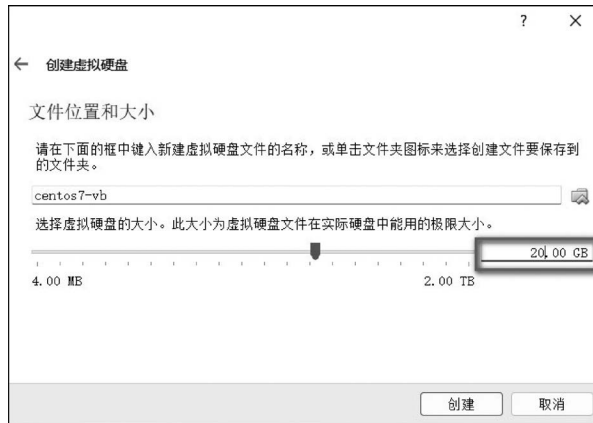 ? ×
← 创建虚拟硬盘
文件位置和大小
请在下面的框中键入新建虚拟硬盘文件的名称，或单击文件夹图标来选择创建文件要保存到
的文件夹。
centos7-vb
选择虚拟硬盘的大小。此大小为虚拟硬盘文件在实际硬盘中能用的极限大小。
20.00 GB
4.00 MB 2.00 TB
创建 取消